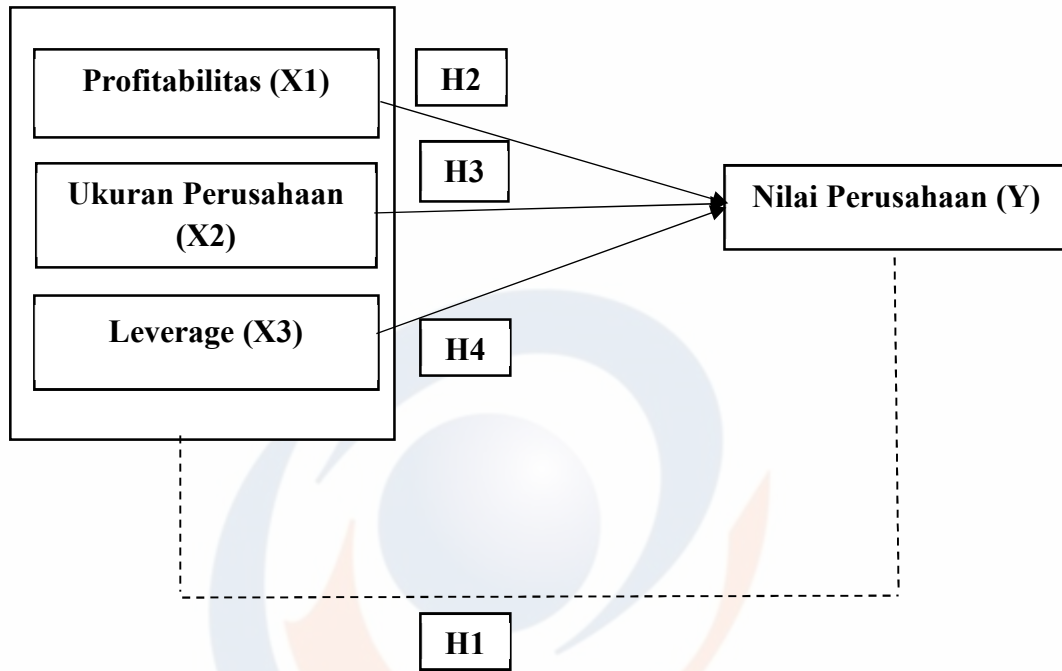 Profitabilitas (X1)
H2
H3
Ukuran Perusahaan
(X2)
Nilai Perusahaan (Y)
Leverage (X3)
H4
H1